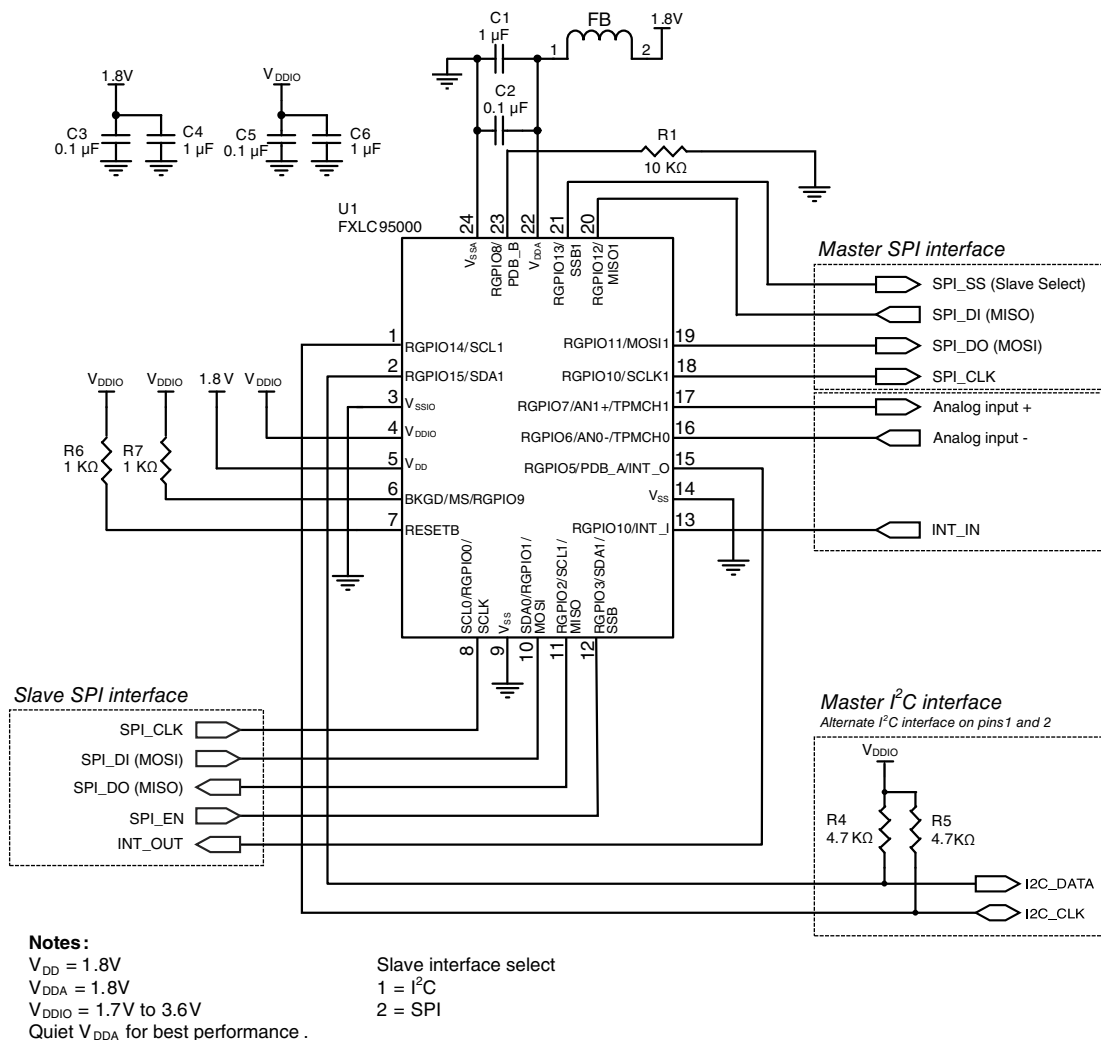 C1
1 µF
FB
1
2
1.8V
C2
0.1 µF
1.8V
C3
0.1 µF
C4
1 µF
VDDIO
C5
0.1 µF
C6
1 µF
R1
10 KΩ
U1
FXLC95000
24
23
22
21
20
VSSA
RGPIO8/
PDB_B
VDDA
RGPIO13/
SSB1
RGPIO12/
MISO1
Master SPI interface
SPI_SS (Slave Select)
SPI_DI (MISO)
SPI_DO (MOSI)
SPI_CLK
Analog input +
Analog input -
INT_IN
1
RGPIO14/SCL1
2
RGPIO15/SDA1
3
VSSIO
4
VDDIO
5
VDD
6
BKGD/MS/RGPIO9
7
RESETB
RGPIO11/MOSI1
19
RGPIO10/SCLK1
18
RGPIO7/AN1+/TPMCH1
17
RGPIO6/AN0-/TPMCH0
16
RGPIO5/PDB_A/INT_O
15
VSS
14
RGPIO10/INT_I
13
VDDIO
VDDIO
1.8 V
VDDIO
R6
1 KΩ
R7
1 KΩ
SCL0/RGPIO0/
SCLK
VSS
SDA0/RGPIO1/
MOSI
RGPIO2/SCL1/
MISO
RGPIO3/SDA1/
SSB
8
9
10
11
12
Slave SPI interface
SPI_CLK
SPI_DI (MOSI)
SPI_DO (MISO)
SPI_EN
INT_OUT
Master I²C interface
Alternate I²C interface on pins1 and 2
VDDIO
R4
4.7 KΩ
R5
4.7KΩ
I2C_DATA
I2C_CLK
Notes:
VDD = 1.8V
VDDA = 1.8V
VDDIO = 1.7V to 3.6V
Quiet VDDA for best performance .
Slave interface select
1 = I²C
2 = SPI